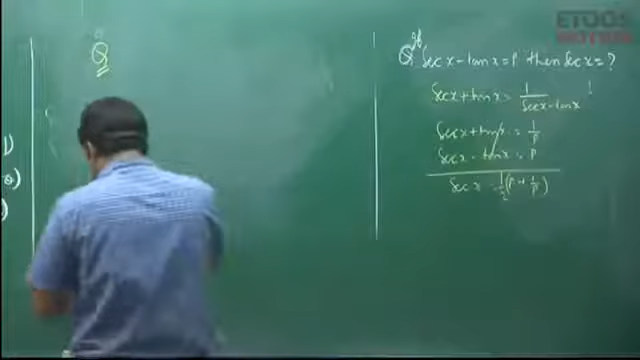 Q
Q. If Sec x - tan x = P then Sec x = ?
Sec x + tan x = 1/(Sec x - tan x) !
Sec x + tan x = 1/P
Sec x - tan x = P
Sec x = 1/2 (P + 1/P)
ETOOS